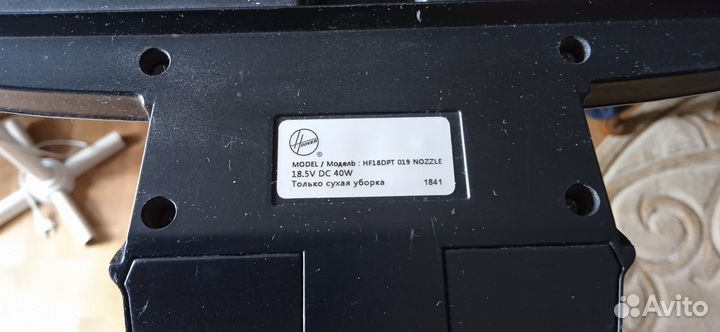 Hoover
®
MODEL / Модель : HF18DPT 019 NOZZLE
18.5V DC 40W
Только сухая уборка 1841
Avito